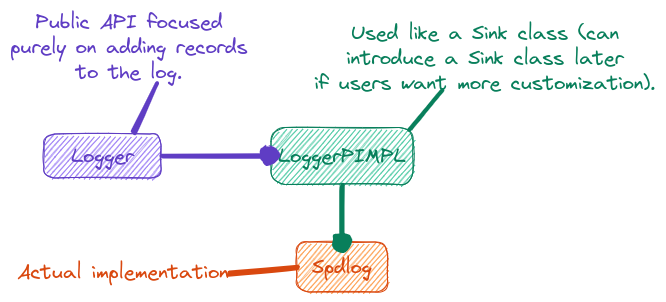 Public API focused
purely on adding records
to the log.
Used like a Sink class (can
introduce a Sink class later
if users want more customization).
Logger
LoggerPIMPL
Actual implementation
Spdlog